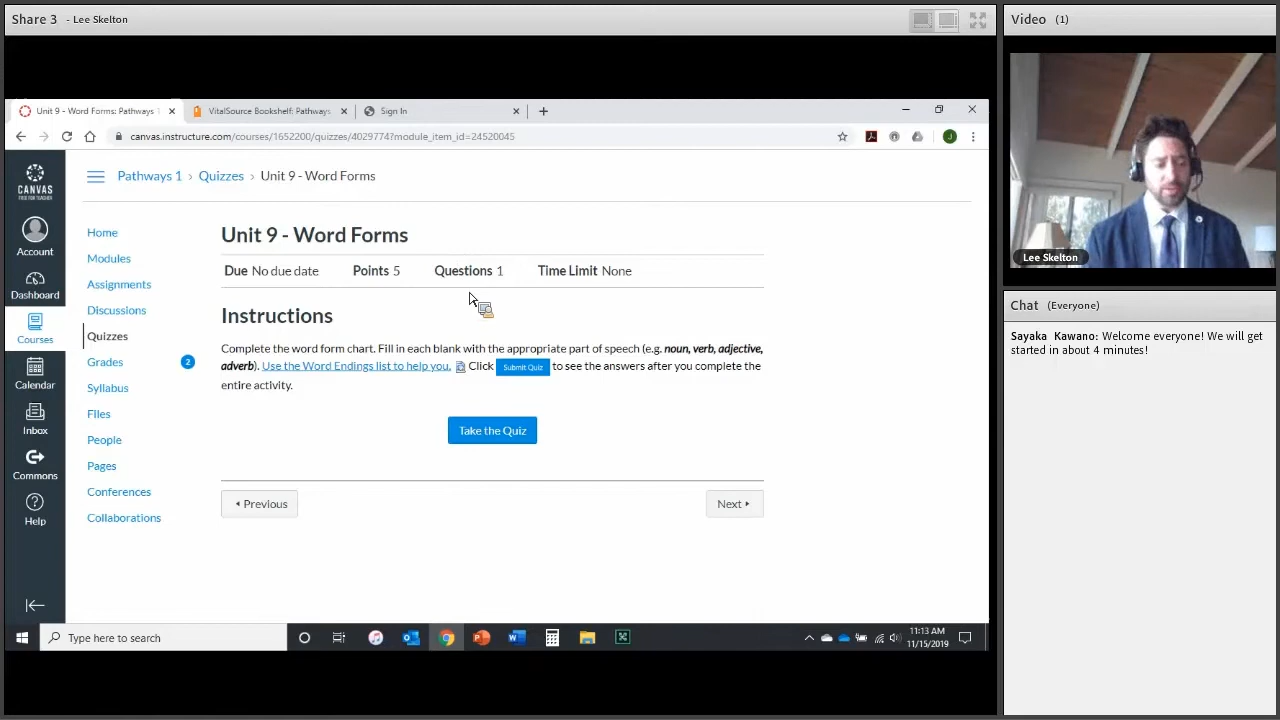 Share 3 - Lee Skelton
Video (1)
Unit 9 - Word Forms: Pathways 1
VitalSource Bookshelf: Pathways
Sign In
canvas.instructure.com/courses/1652200/quizzes/4029774?module_item_id=24520045
J
CANVAS
FREE FOR TEACHER
Account
Dashboard
Courses
Calendar
Inbox
Commons
Help
Pathways 1 › Quizzes › Unit 9 - Word Forms
Home
Modules
Assignments
Discussions
Quizzes
Grades 2
Syllabus
Files
People
Pages
Conferences
Collaborations
Unit 9 - Word Forms
Due No due date Points 5 Questions 1 Time Limit None
Instructions
Complete the word form chart. Fill in each blank with the appropriate part of speech (e.g. noun, verb, adjective,
adverb). Use the Word Endings list to help you. Click Submit Quiz to see the answers after you complete the
entire activity.
Take the Quiz
Previous
Next
Type here to search
11:13 AM
11/15/2019
Lee Skelton
Chat (Everyone)
Sayaka Kawano: Welcome everyone! We will get
started in about 4 minutes!